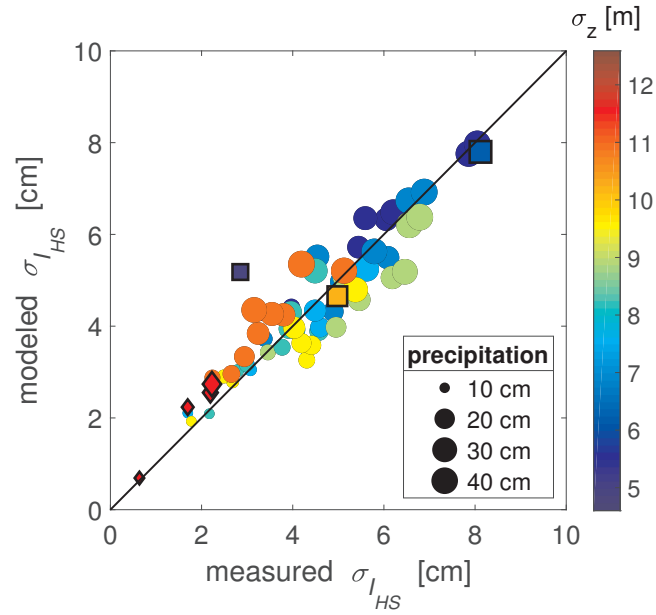 σz [m]
10
8
6
4
2
0
modeled σIHS [cm]
0 2 4 6 8 10
measured σIHS [cm]
precipitation
10 cm
20 cm
30 cm
40 cm
12
11
10
9
8
7
6
5